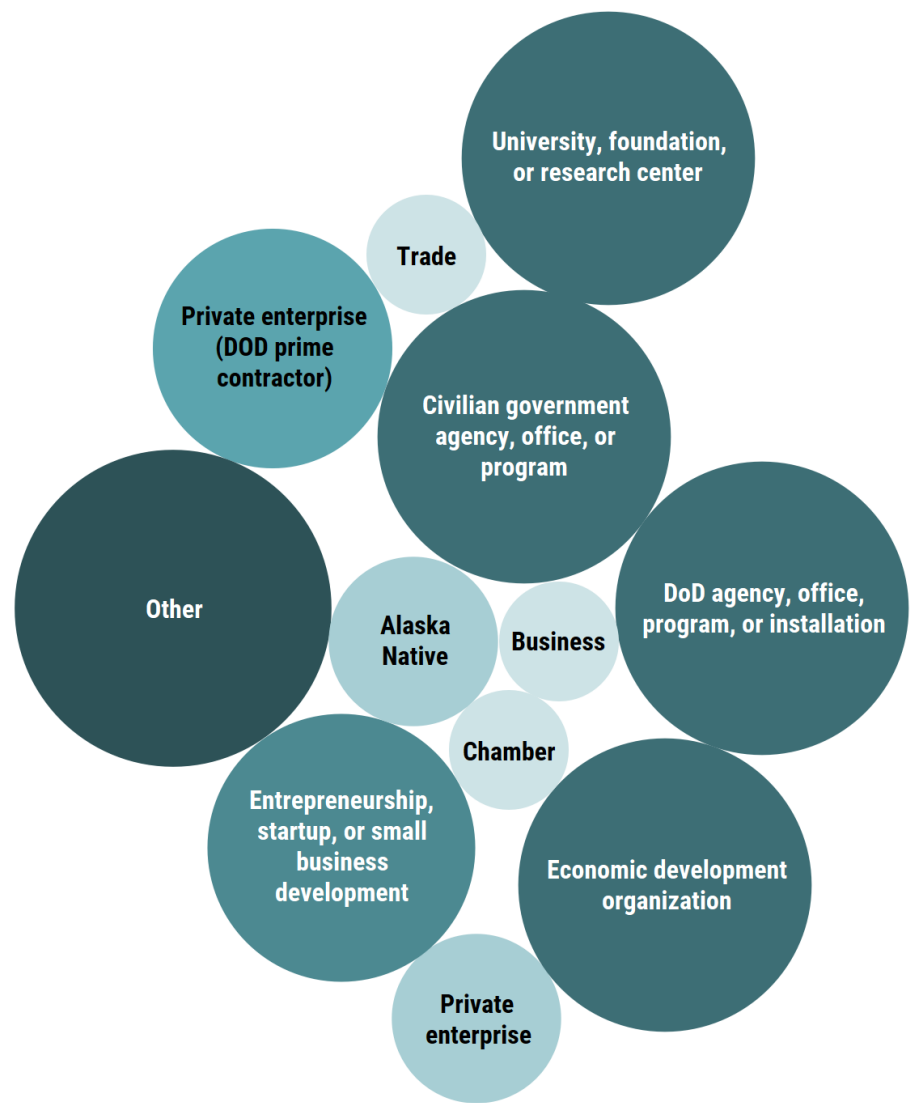 University, foundation,
or research center
Trade
Private enterprise
(DOD prime
contractor)
Civilian government
agency, office, or
program
DoD agency, office,
program, or installation
Other
Alaska
Native
Business
Chamber
Entrepreneurship,
startup, or small
business
development
Economic development
organization
Private
enterprise